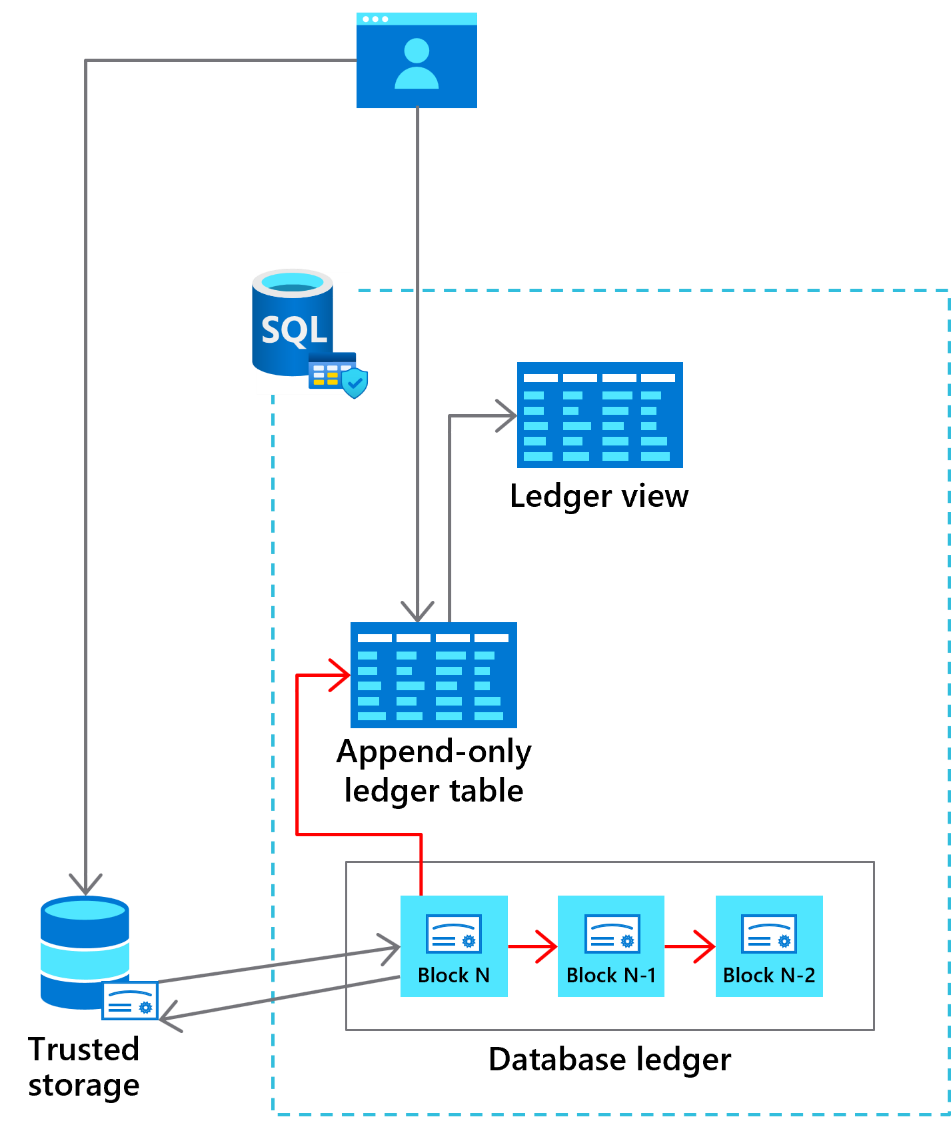 SQL
Ledger view
Append-only
ledger table
Block N
Block N-1
Block N-2
Trusted
storage
Database ledger